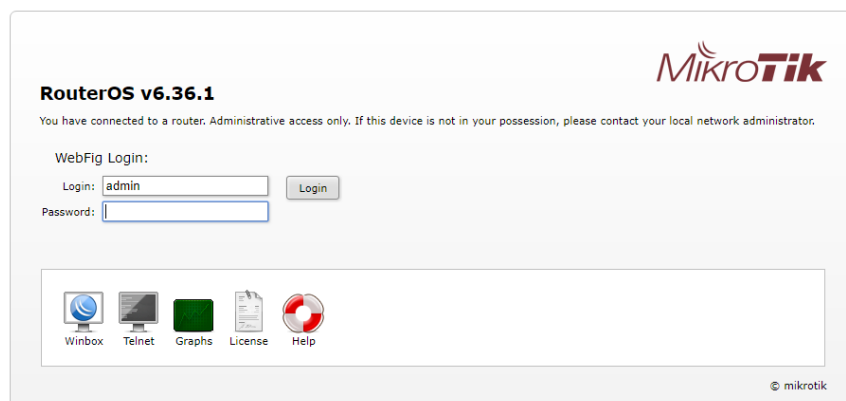 MikroTik
RouterOS v6.36.1
You have connected to a router. Administrative access only. If this device is not in your possession, please contact your local network administrator.
WebFig Login:
Login: admin Login
Password:
Winbox Telnet Graphs License Help
© mikrotik